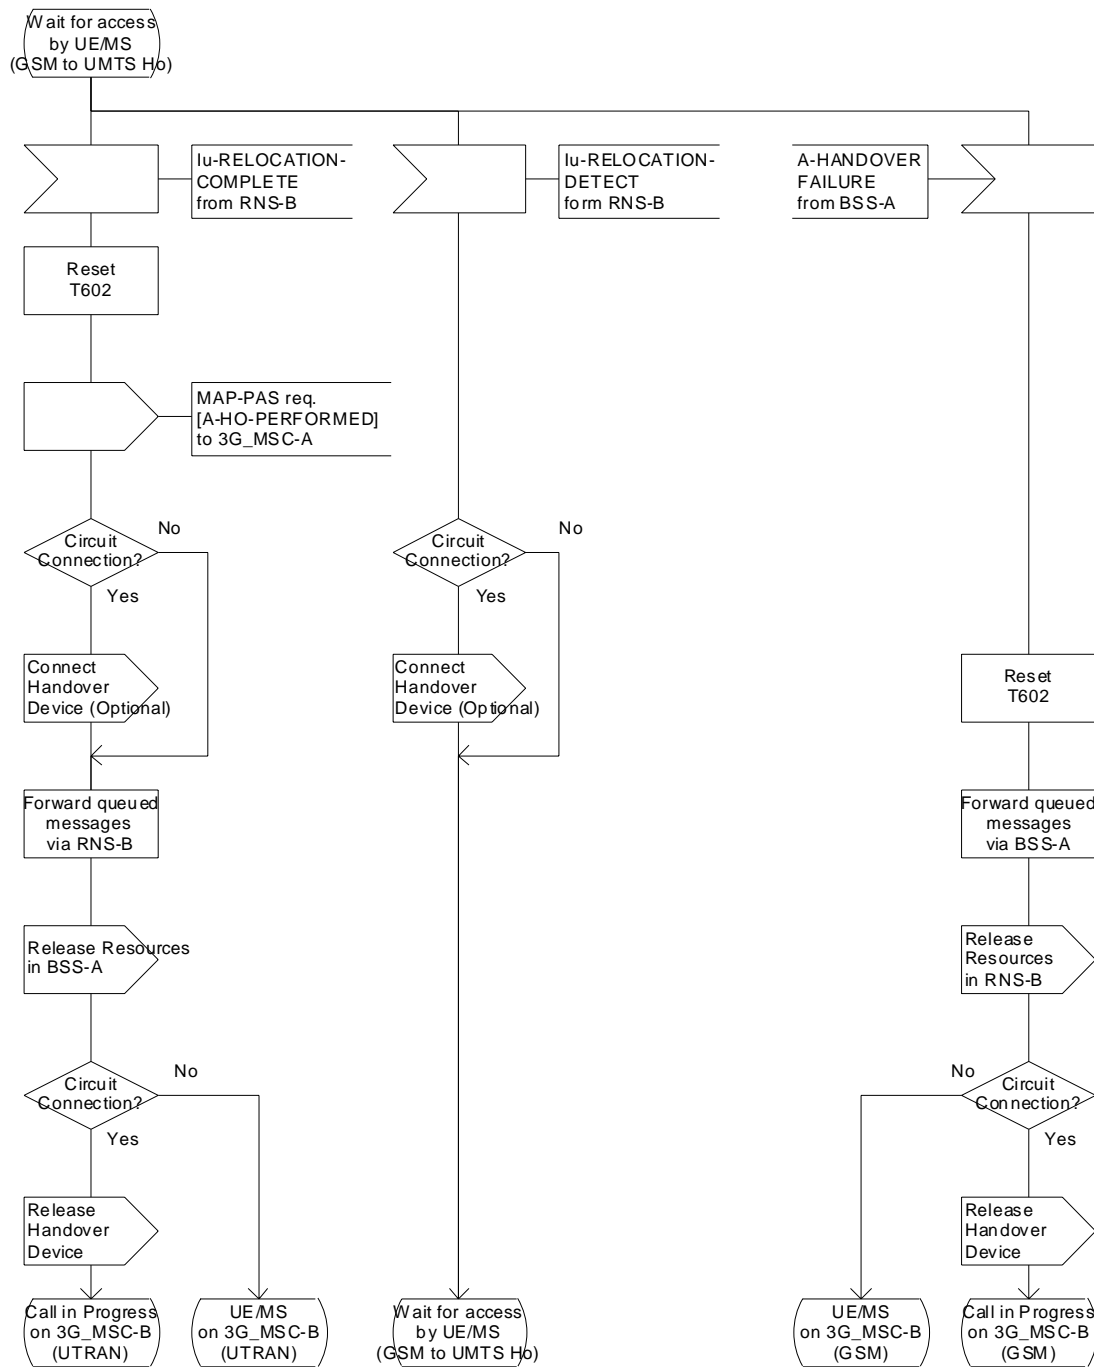 Wait for access
by UE/MS
(GSM to UMTS Ho)
Iu-RELOCATION-
COMPLETE
from RNS-B
Iu-RELOCATION-
DETECT
form RNS-B
A-HANDOVER
FAILURE
from BSS-A
Reset
T602
MAP-PAS req.
[A-HO-PERFORMED]
to 3G_MSC-A
Circuit
Connection?
No
Yes
Circuit
Connection?
No
Yes
Connect
Handover
Device (Optional)
Connect
Handover
Device (Optional)
Reset
T602
Forward queued
messages
via RNS-B
Forward queued
messages
via BSS-A
Release Resources
in BSS-A
Release
Resources
in RNS-B
Circuit
Connection?
No
Yes
No
Circuit
Connection?
Yes
Release
Handover
Device
Release
Handover
Device
Call in Progress
on 3G_MSC-B
(UTRAN)
UE/MS
on 3G_MSC-B
(UTRAN)
Wait for access
by UE/MS
(GSM to UMTS Ho)
UE/MS
on 3G_MSC-B
(GSM)
Call in Progress
on 3G_MSC-B
(GSM)